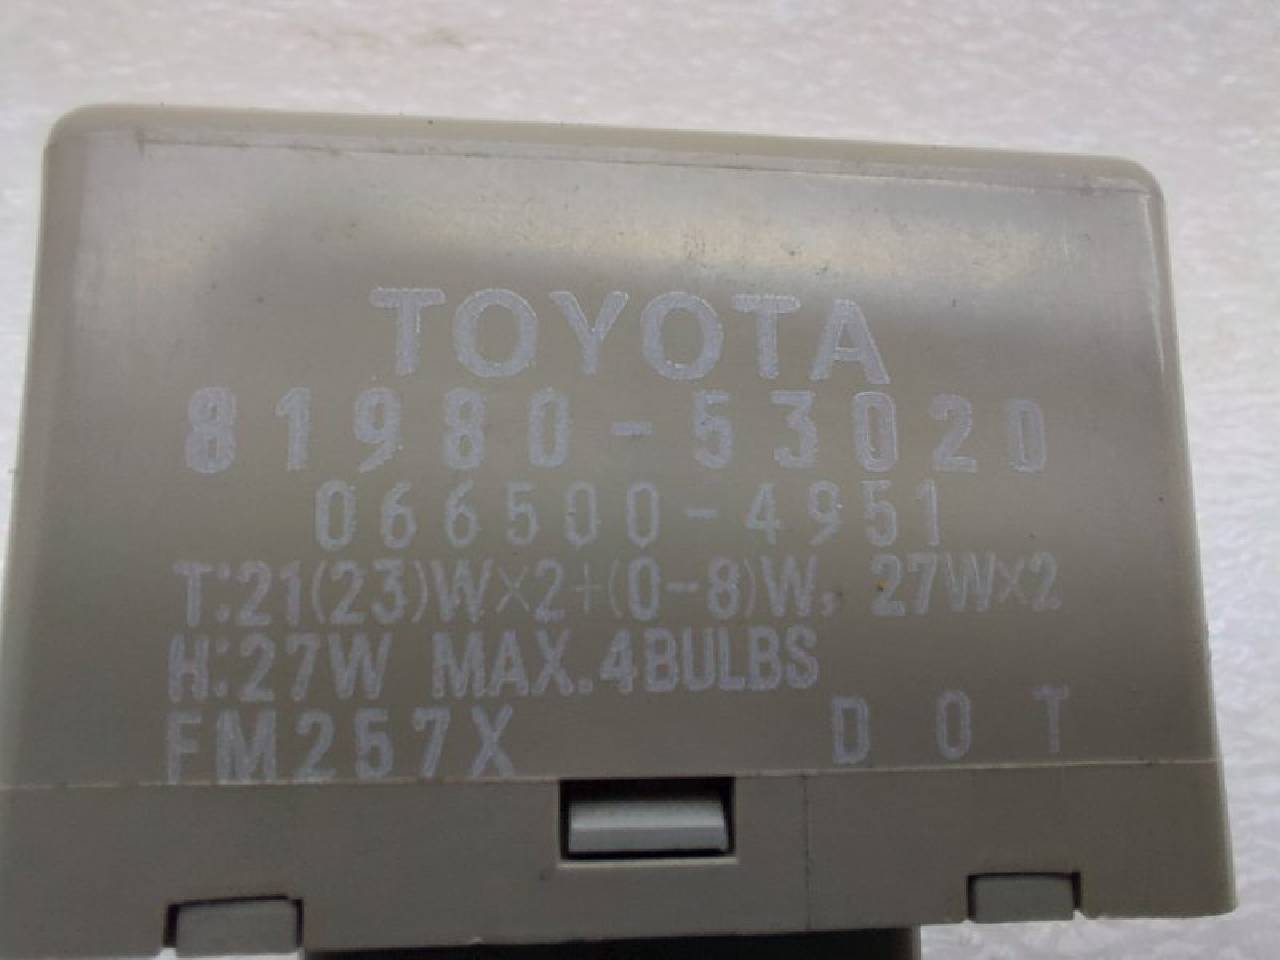 TOYOTA
81980-53020
066500-4951
T:21(23)W×2+(0-8)W, 27W×2
H:27W MAX.4BULBS
FM257X DOT